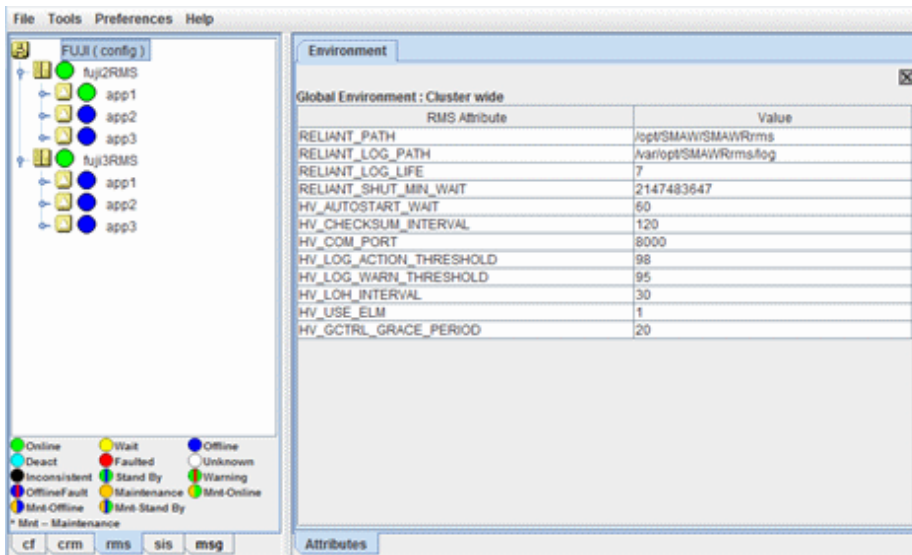 File Tools Preferences Help
FUJI ( config )
fuji2RMS
app1
app2
app3
fuji3RMS
app1
app2
app3
Online Wait Offline
Deact Faulted Unknown
Inconsistent Stand By Warning
OfflineFault Maintenance Mnt-Online
Mnt-Offline Mnt-Stand By
* Mnt – Maintenance
cf crm rms sis msg
Environment
Global Environment : Cluster wide
RMS Attribute Value
RELIANT_PATH /opt/SMAW/SMAWRrms
RELIANT_LOG_PATH /var/opt/SMAWRrms/log
RELIANT_LOG_LIFE 7
RELIANT_SHUT_MIN_WAIT 2147483647
HV_AUTOSTART_WAIT 60
HV_CHECKSUM_INTERVAL 120
HV_COM_PORT 8000
HV_LOG_ACTION_THRESHOLD 98
HV_LOG_WARN_THRESHOLD 95
HV_LOH_INTERVAL 30
HV_USE_ELM 1
HV_GCTRL_GRACE_PERIOD 20
Attributes